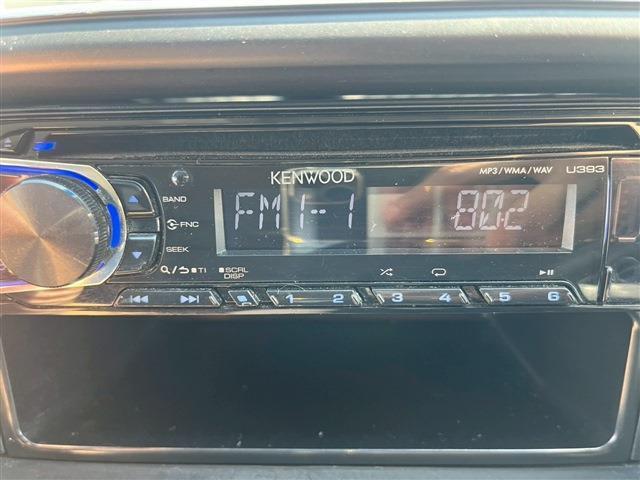 KENWOOD
MP3/WMA/WAV U393
BAND
FNC
SEEK
FM1-1 80.2
TI
SCRL
DISP
1 2 3 4 5 6